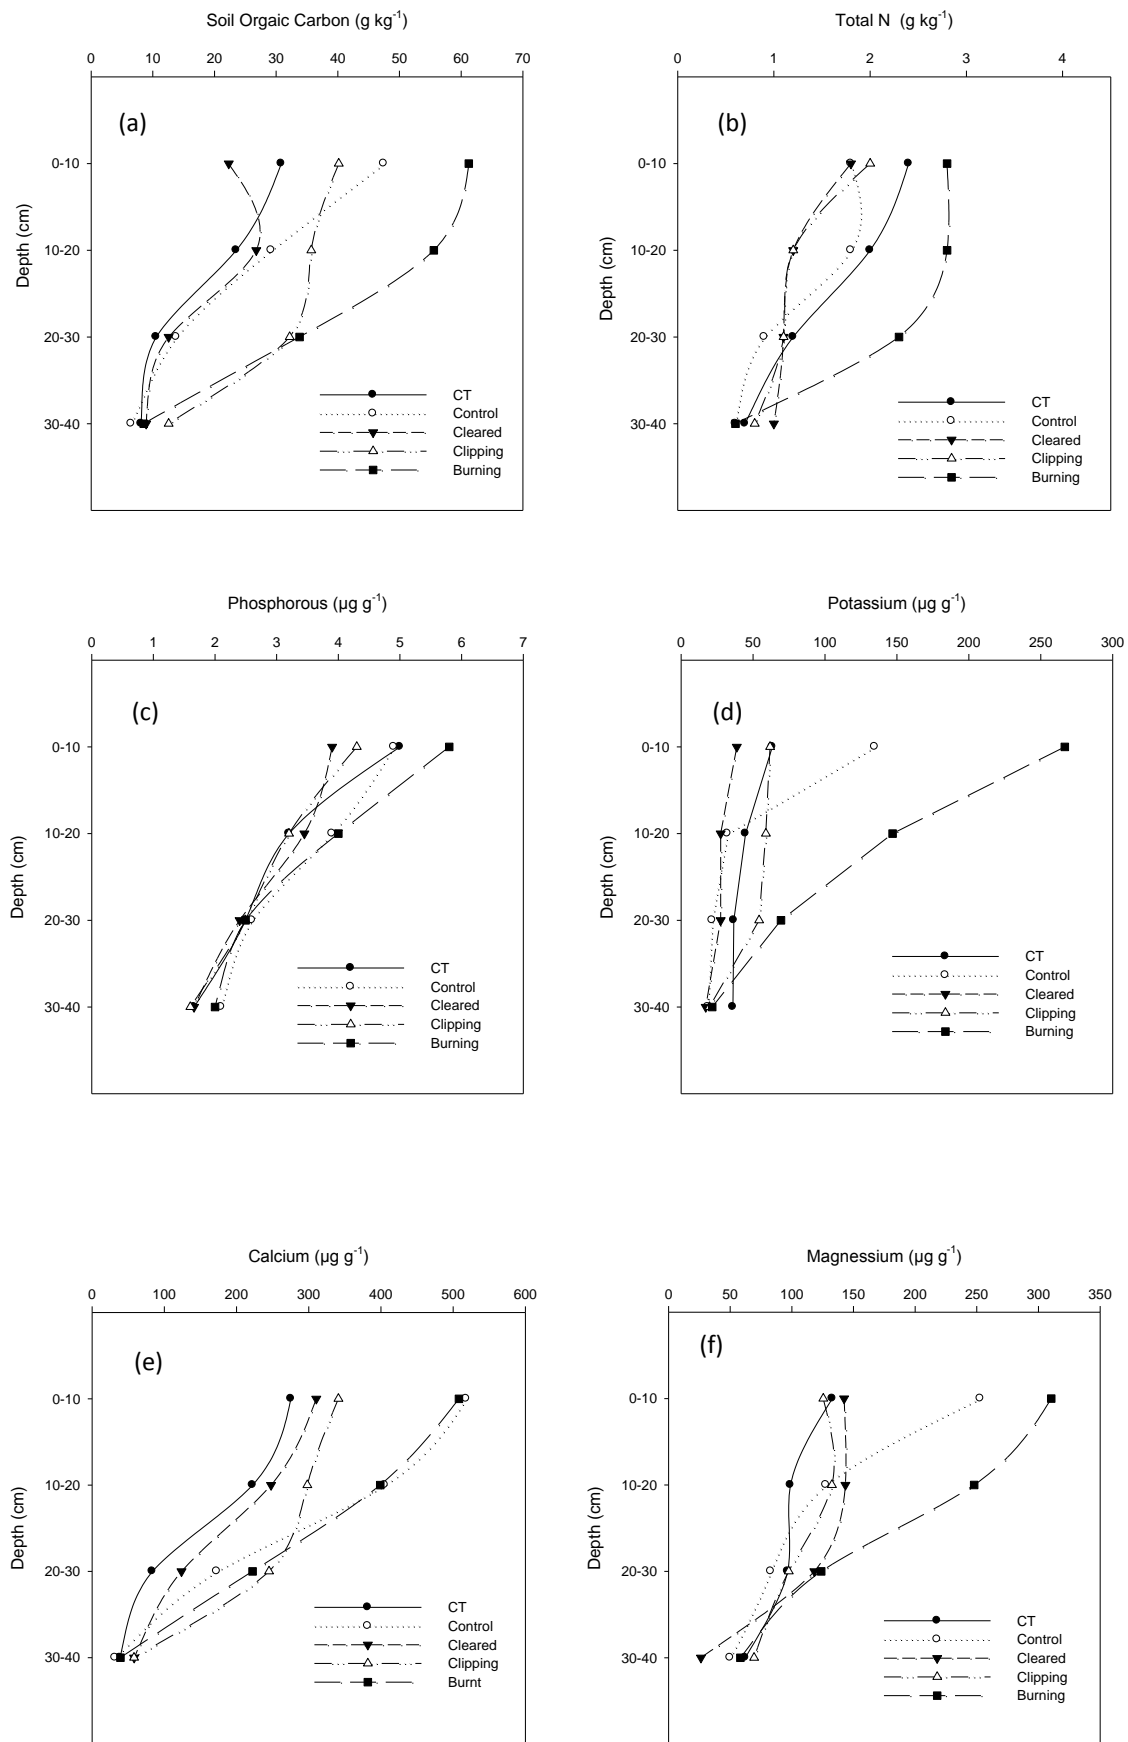 Soil Orgaic Carbon (g kg-1)
0 10 20 30 40 50 60 70
(a)
Depth (cm)
0-10
10-20
20-30
30-40
CT
Control
Cleared
Clipping
Burning
Total N (g kg-1)
0 1 2 3 4
(b)
Depth (cm)
0-10
10-20
20-30
30-40
CT
Control
Cleared
Clipping
Burning
Phosphorous (µg g-1)
0 1 2 3 4 5 6 7
(c)
Depth (cm)
0-10
10-20
20-30
30-40
CT
Control
Cleared
Clipping
Burning
Potassium (µg g-1)
0 50 100 150 200 250 300
(d)
Depth (cm)
0-10
10-20
20-30
30-40
CT
Control
Cleared
Clipping
Burning
Calcium (µg g-1)
0 100 200 300 400 500 600
(e)
Depth (cm)
0-10
10-20
20-30
30-40
CT
Control
Cleared
Clipping
Burnt
Magnessium (µg g-1)
0 50 100 150 200 250 300 350
(f)
Depth (cm)
0-10
10-20
20-30
30-40
CT
Control
Cleared
Clipping
Burning